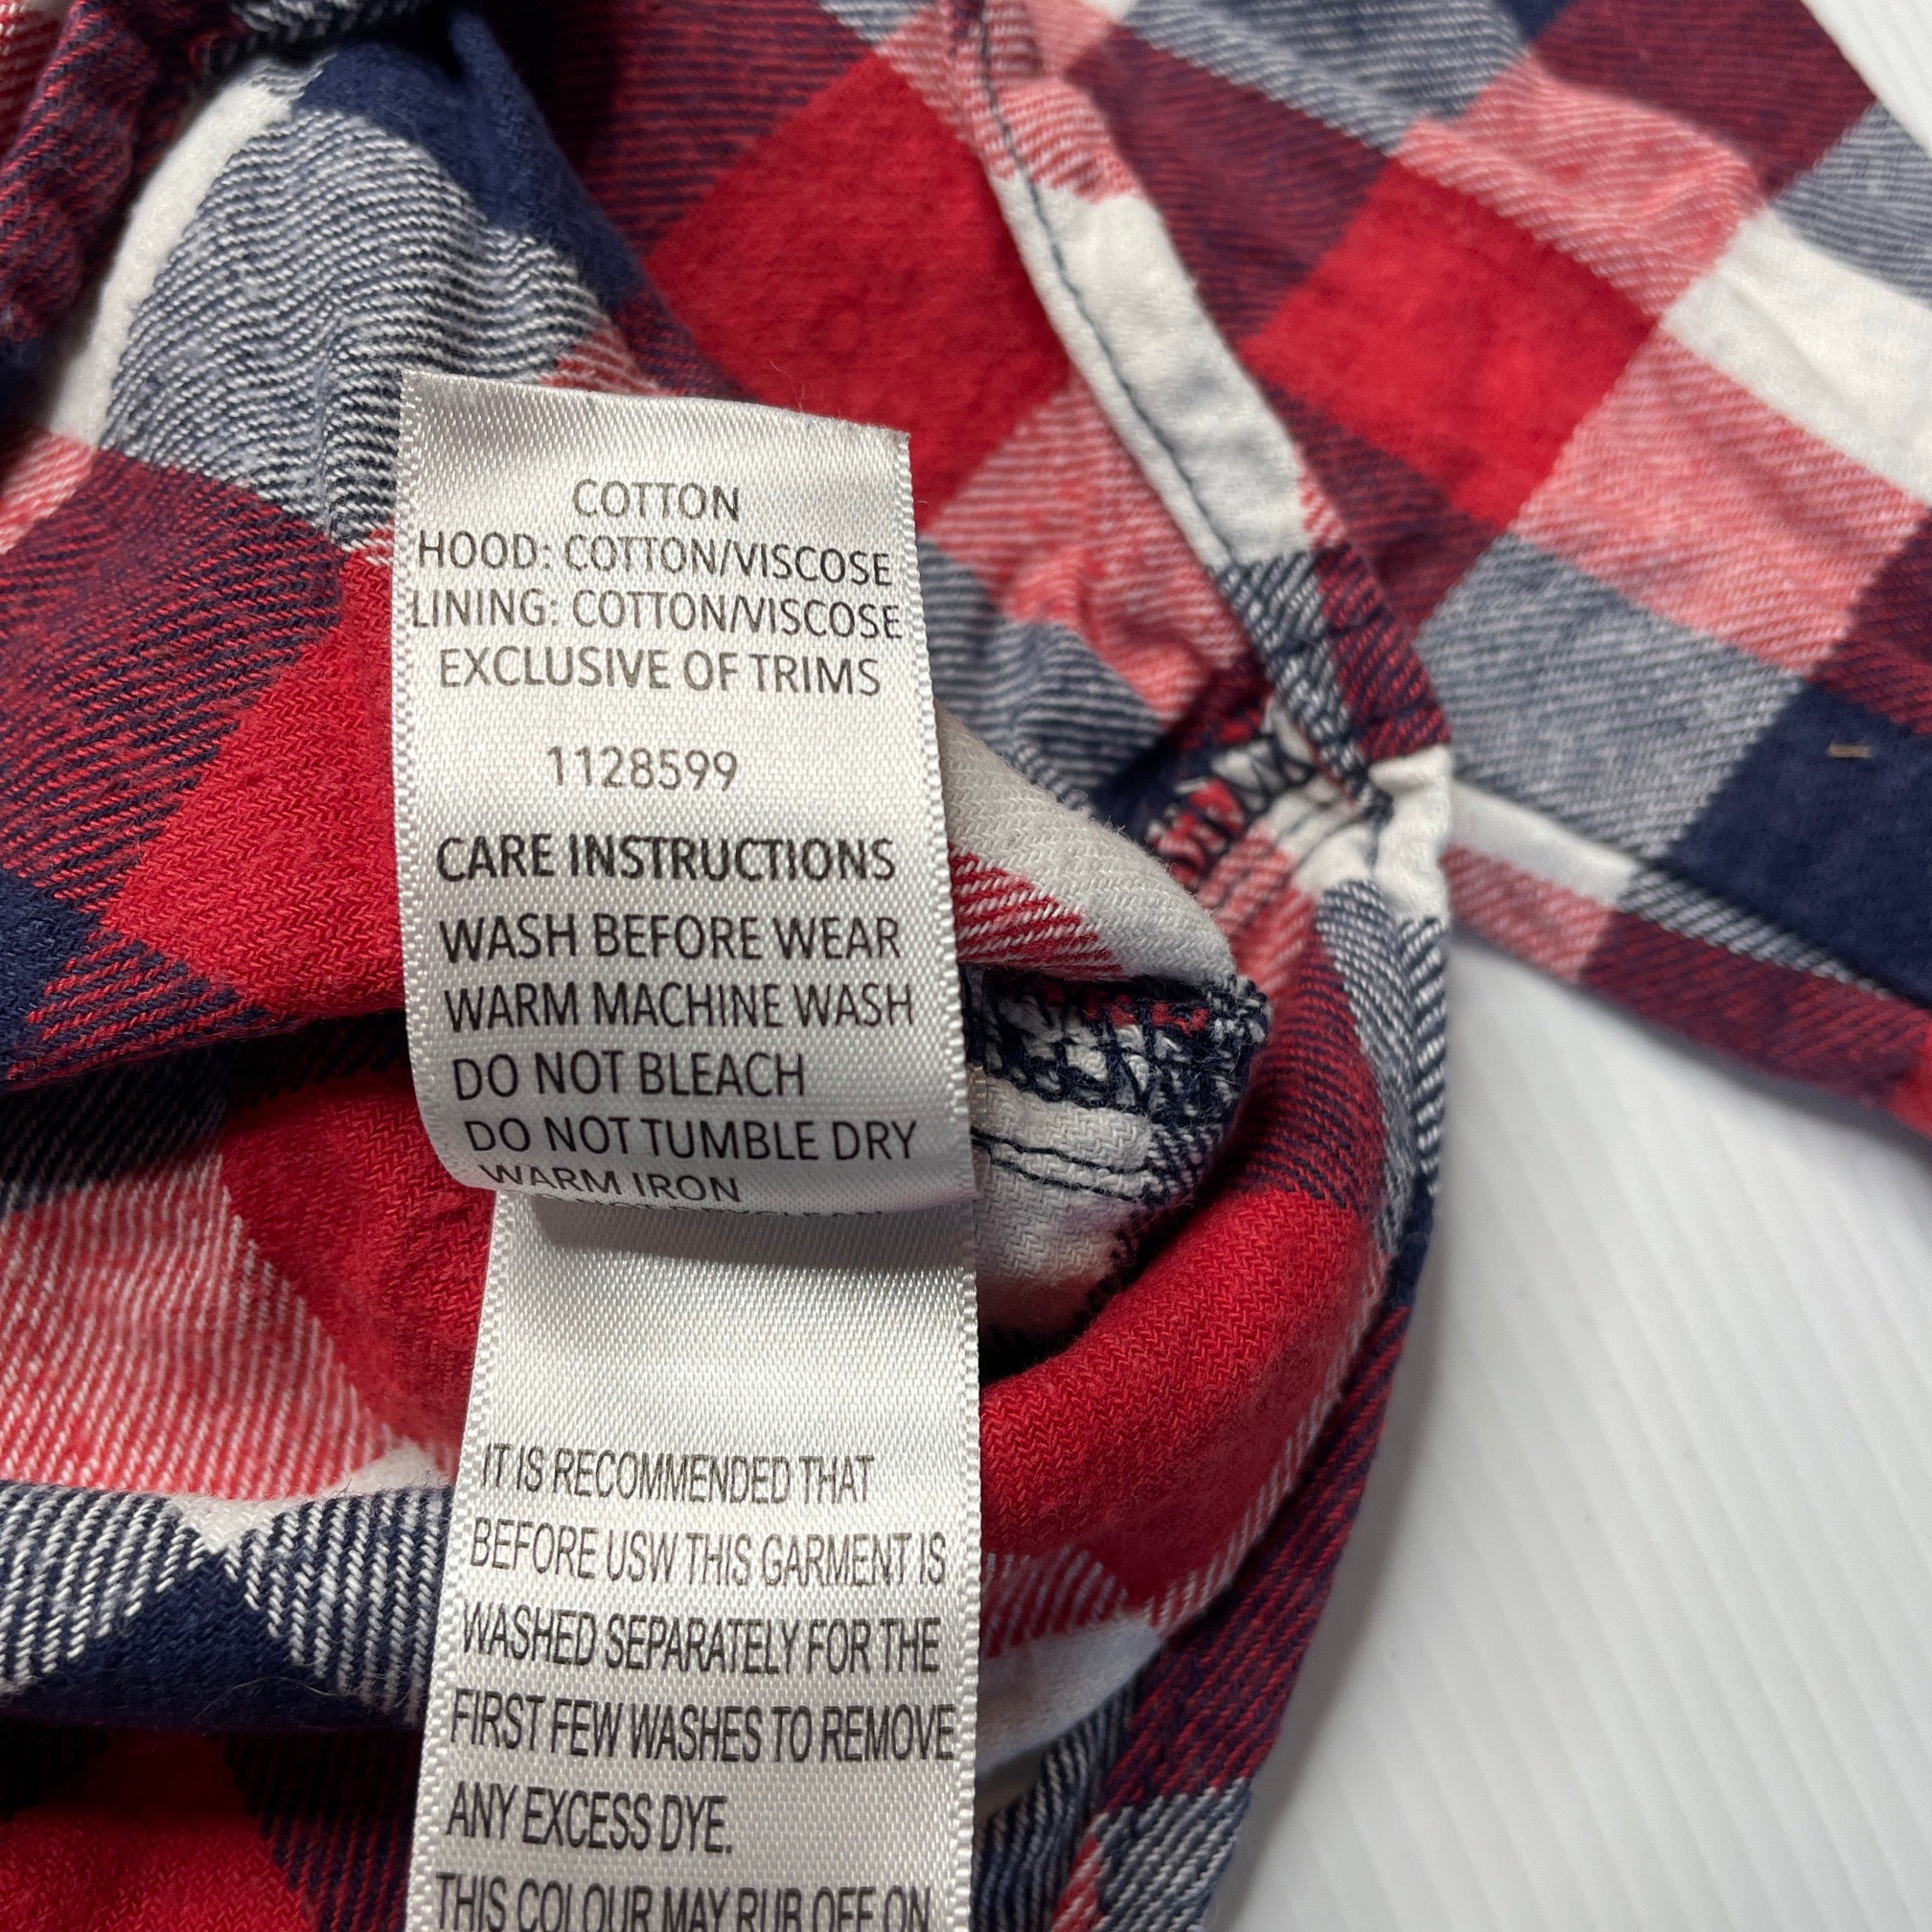 COTTON
HOOD: COTTON/VISCOSE
LINING: COTTON/VISCOSE
EXCLUSIVE OF TRIMS
1128599
CARE INSTRUCTIONS
WASH BEFORE WEAR
WARM MACHINE WASH
DO NOT BLEACH
DO NOT TUMBLE DRY
WARM IRON
IT IS RECOMMENDED THAT
BEFORE USW THIS GARMENT IS
WASHED SEPARATELY FOR THE
FIRST FEW WASHES TO REMOVE
ANY EXCESS DYE.
THIS COLOUR MAY RUB OFF ON